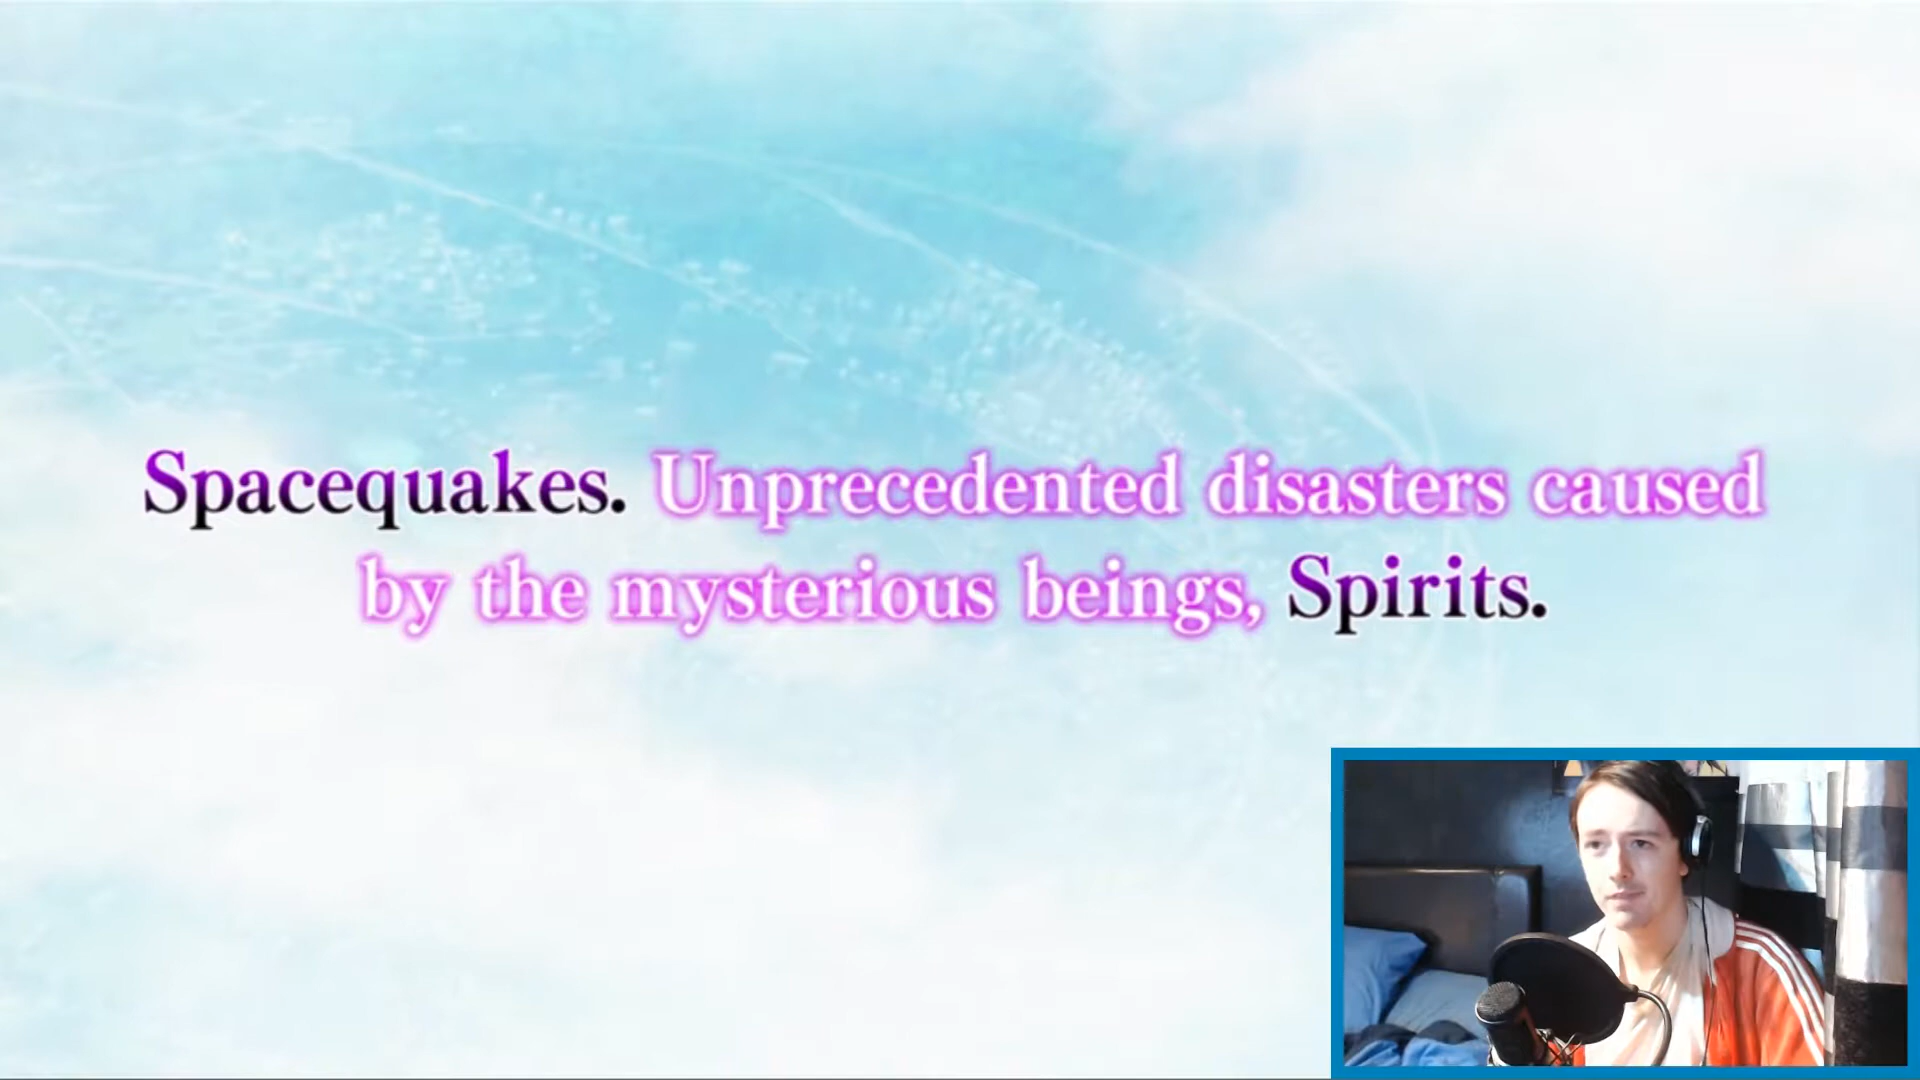 Spacequakes. Unprecedented disasters caused
by the mysterious beings, Spirits.